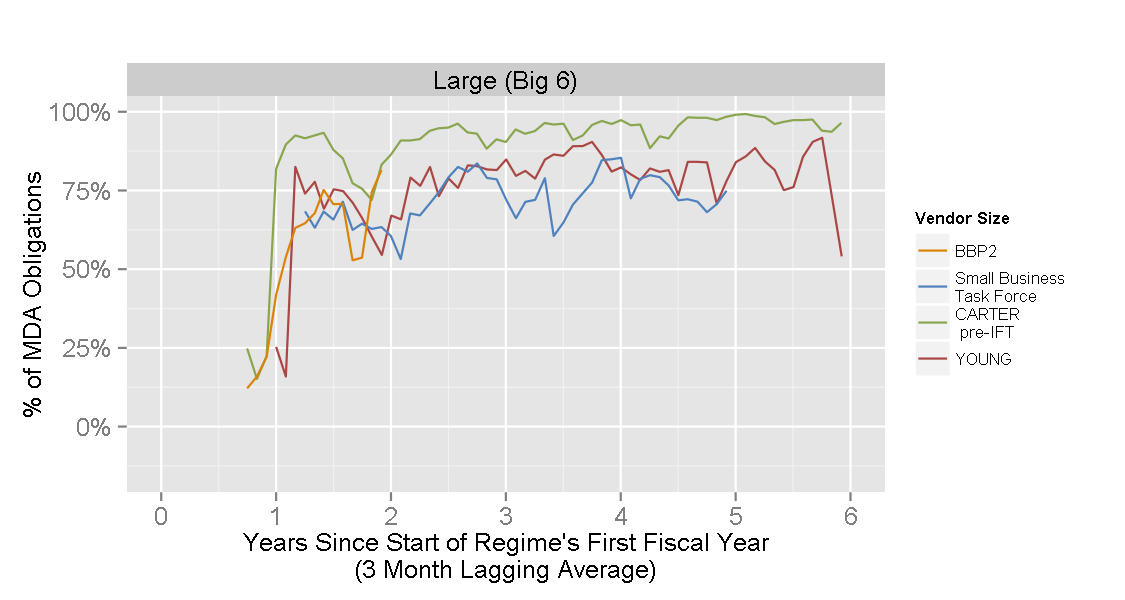 Large (Big 6)
100%
75%
50%
25%
0%
% of MDA Obligations
0 1 2 3 4 5 6
Years Since Start of Regime's First Fiscal Year
(3 Month Lagging Average)
Vendor Size
BBP2
Small Business
Task Force
CARTER
pre-IFT
YOUNG